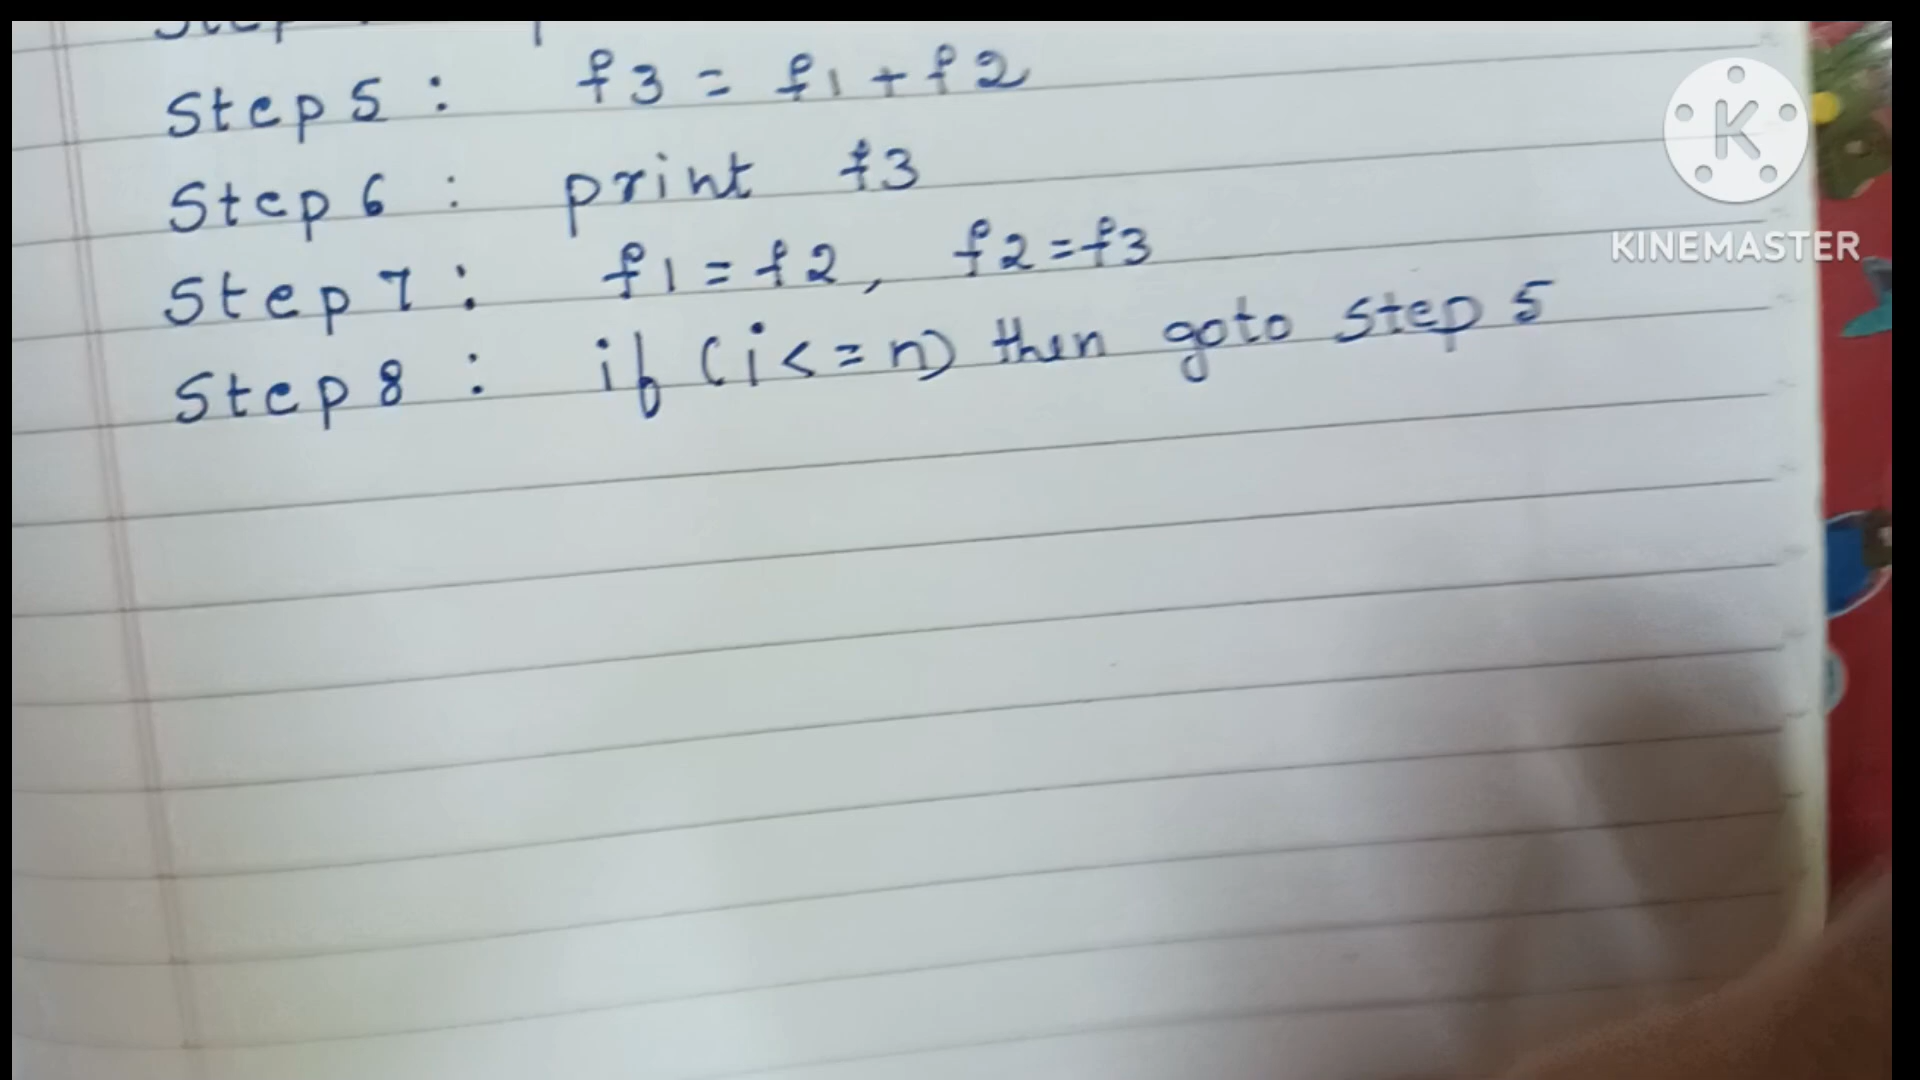 Step 5 : f3 = f1 + f2
Step 6 : print f3
Step 7 : f1 = f2, f2 = f3
Step 8 : if (i <= n) then goto step 5
K
KINEMASTER